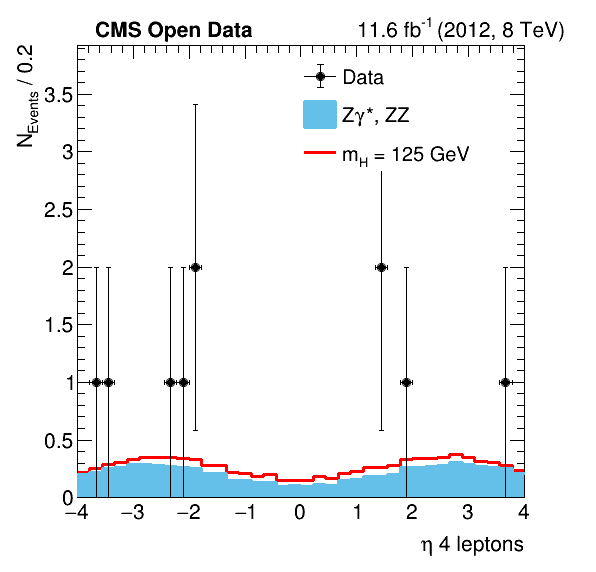 CMS Open Data 11.6 fb⁻¹ (2012, 8 TeV)
N_Events / 0.2
Data
Zγ*, ZZ
m_H = 125 GeV
3.5
3
2.5
2
1.5
1
0.5
0
−4 −3 −2 −1 0 1 2 3 4
η 4 leptons